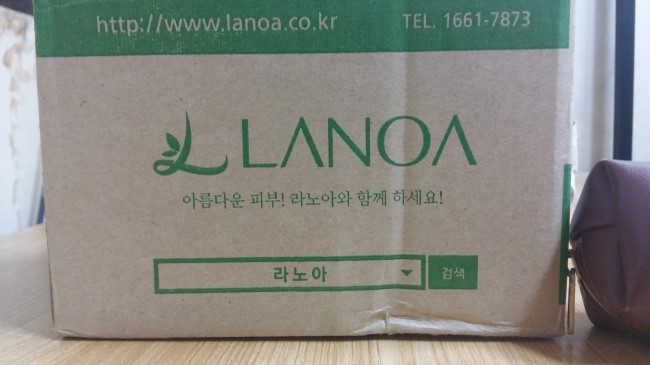 http://www.lanoa.co.kr TEL. 1661-7873
LANOA
아름다운 피부! 라노아와 함께 하세요!
라노아 검색